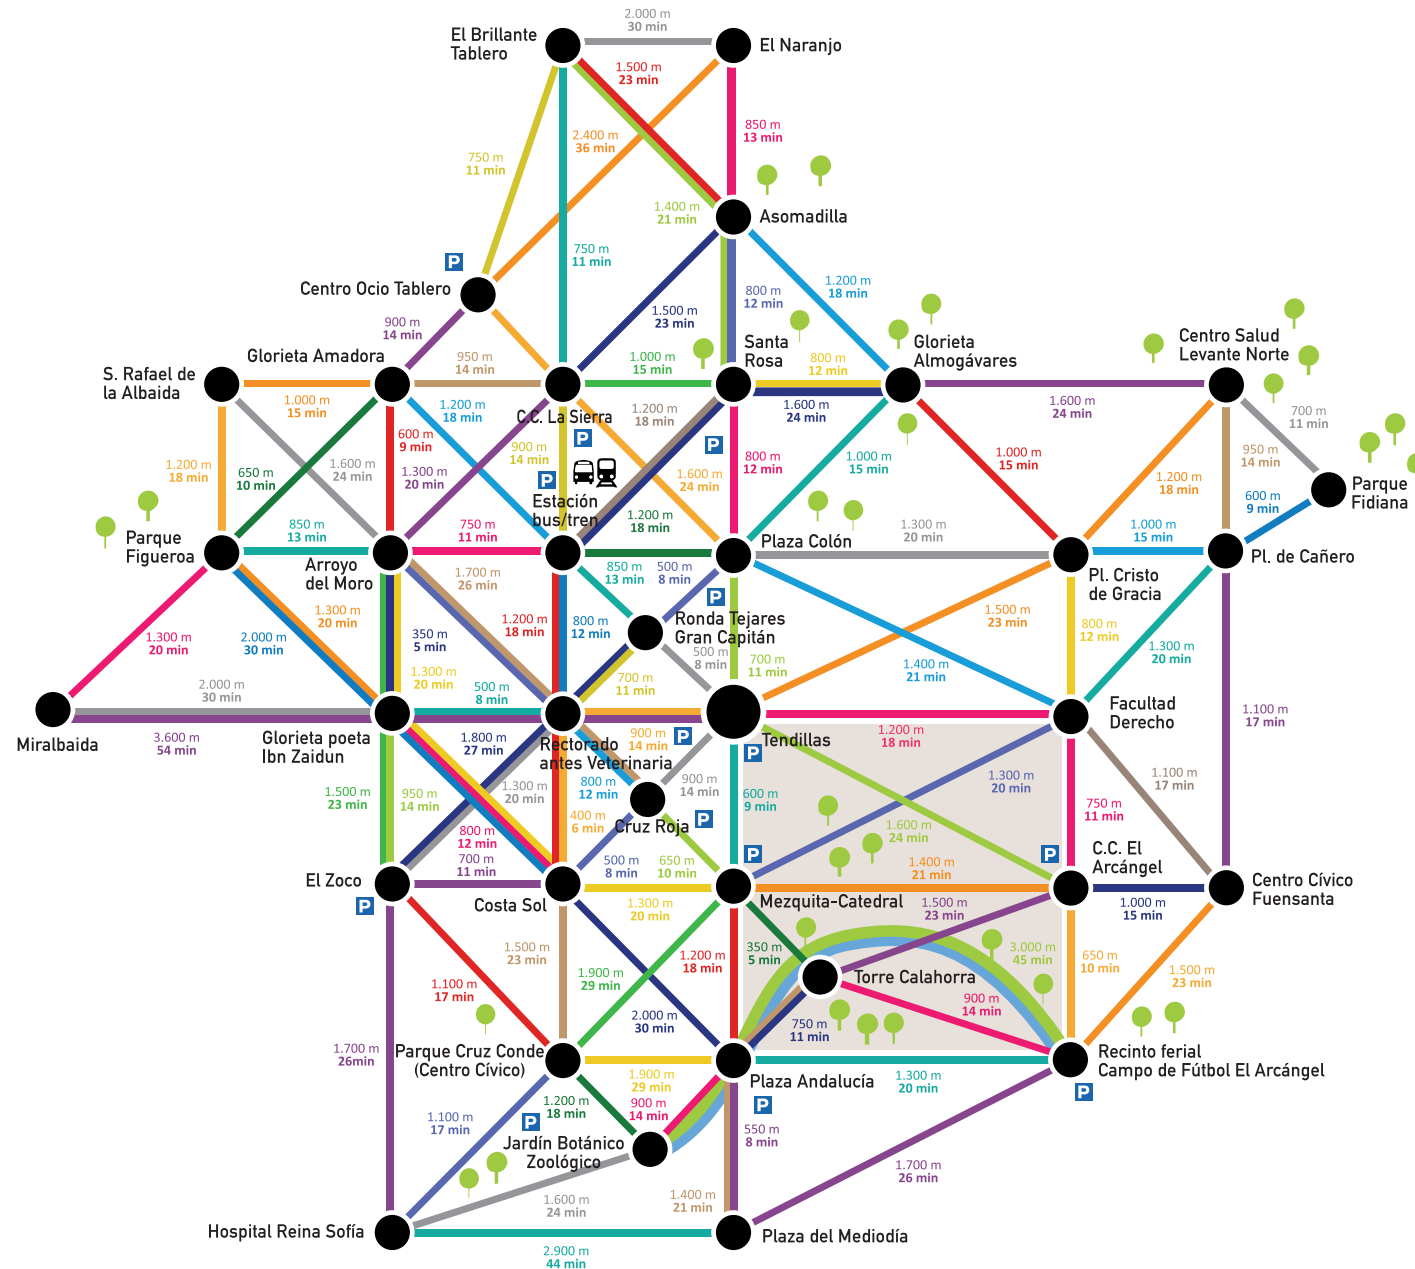 2.000 m
30 min
El Brillante
Tablero
El Naranjo
1.500 m
23 min
850 m
13 min
2.400 m
36 min
750 m
11 min
1.400 m
21 min
Asomadilla
750 m
11 min
P
Centro Ocio Tablero
800 m
12 min
1.200 m
18 min
900 m
14 min
1.500 m
23 min
Glorieta Amadora
950 m
14 min
1.000 m
15 min
Santa
Rosa
800 m
12 min
Glorieta
Almogávares
Centro Salud
Levante Norte
S. Rafael de
la Albaida
1.000 m
15 min
1.200 m
18 min
C.C. La Sierra
P
1.200 m
18 min
1.600 m
24 min
1.600 m
24 min
700 m
11 min
600 m
9 min
900 m
14 min
P
P
800 m
12 min
1.000 m
15 min
1.000 m
15 min
950 m
14 min
1.200 m
18 min
650 m
10 min
1.600 m
24 min
1.300 m
20 min
1.600 m
24 min
1.200 m
18 min
Parque
Fidiana
600 m
9 min
Estación
bus/tren
1.200 m
18 min
Parque
Figueroa
850 m
13 min
750 m
11 min
Plaza Colón
1.300 m
20 min
1.000 m
15 min
Pl. de Cañero
Arroyo
del Moro
1.700 m
26 min
850 m
13 min
500 m
8 min
P
Pl. Cristo
de Gracia
1.300 m
20 min
350 m
5 min
1.200 m
18 min
800 m
12 min
Ronda Tejares
Gran Capitán
1.500 m
23 min
800 m
12 min
1.300 m
20 min
2.000 m
30 min
1.300 m
20 min
500 m
8 min
700 m
11 min
1.300 m
20 min
1.400 m
21 min
2.000 m
30 min
500 m
8 min
700 m
11 min
Miralbaida
3.600 m
54 min
Glorieta poeta
Ibn Zaidun
1.800 m
27 min
Rectorado
antes Veterinaria
900 m
14 min
P
Tendillas
P
1.200 m
18 min
Facultad
Derecho
1.100 m
17 min
1.500 m
23 min
950 m
14 min
1.300 m
20 min
800 m
12 min
900 m
14 min
600 m
9 min
1.300 m
20 min
1.100 m
17 min
800 m
12 min
400 m
6 min
Cruz Roja
P
1.600 m
24 min
750 m
11 min
El Zoco
P
700 m
11 min
500 m
8 min
650 m
10 min
P
1.400 m
21 min
P
C.C. El
Arcángel
Costa Sol
1.300 m
20 min
Mezquita-Catedral
1.500 m
23 min
1.000 m
15 min
Centro Cívico
Fuensanta
1.500 m
23 min
1.900 m
29 min
1.200 m
18 min
350 m
5 min
3.000 m
45 min
650 m
10 min
1.100 m
17 min
Torre Calahorra
1.500 m
23 min
2.000 m
30 min
750 m
11 min
900 m
14 min
1.700 m
26min
Parque Cruz Conde
(Centro Cívico)
1.900 m
29 min
Plaza Andalucía
1.300 m
20 min
Recinto ferial
Campo de Fútbol El Arcángel
P
1.100 m
17 min
P
1.200 m
18 min
900 m
14 min
P
550 m
8 min
Jardín Botánico
Zoológico
1.600 m
24 min
1.400 m
21 min
1.700 m
26 min
Hospital Reina Sofía
2.900 m
44 min
Plaza del Mediodía